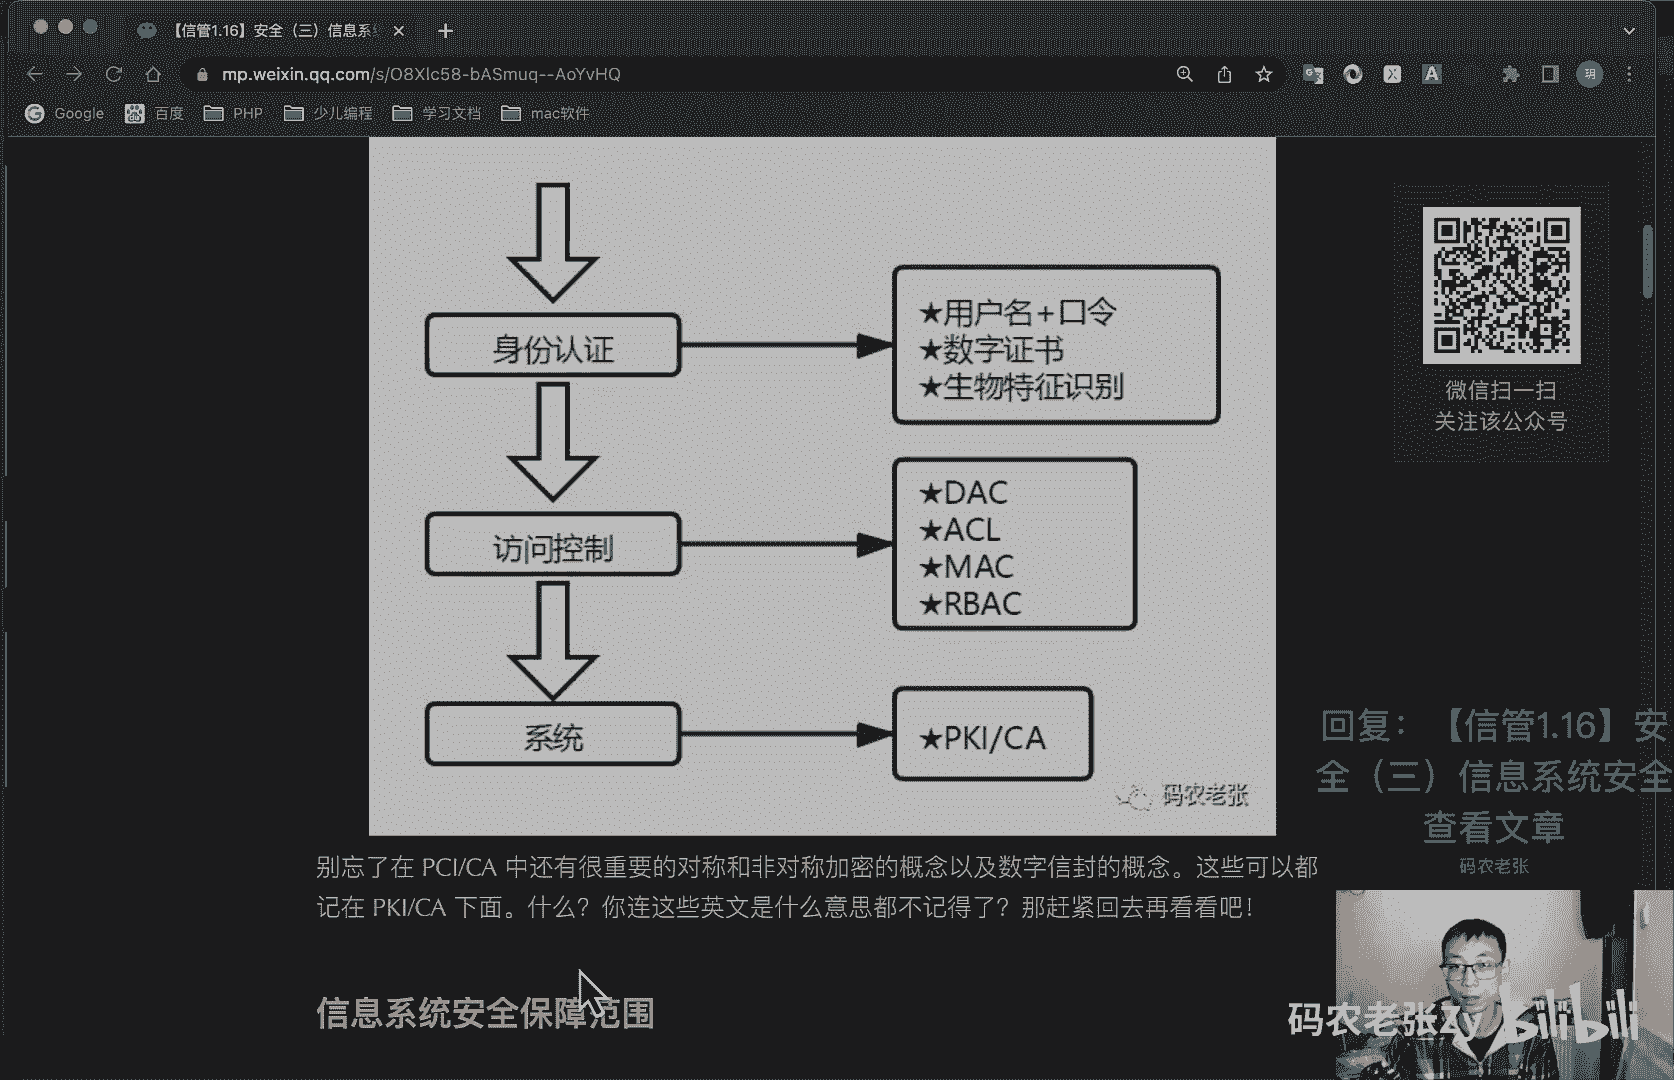 【信管1.16】安全（三）信息系
mp.weixin.qq.com/s/O8Xlc58-bASmuq--AoYvHQ
Google
百度
PHP
少儿编程
学习文档
mac软件
身份认证
★用户名+口令
★数字证书
★生物特征识别
访问控制
★DAC
★ACL
★MAC
★RBAC
系统
★PKI/CA
码农老张
微信扫一扫
关注该公众号
别忘了在 PCI/CA 中还有很重要的对称和非对称加密的概念以及数字信封的概念。这些可以都
记在 PKI/CA 下面。什么？你连这些英文是什么意思都不记得了？那赶紧回去再看看吧！
信息系统安全保障范围
回复：【信管1.16】安
全（三）信息系统安全
查看文章
码农老张
码农老张Zy bilibili